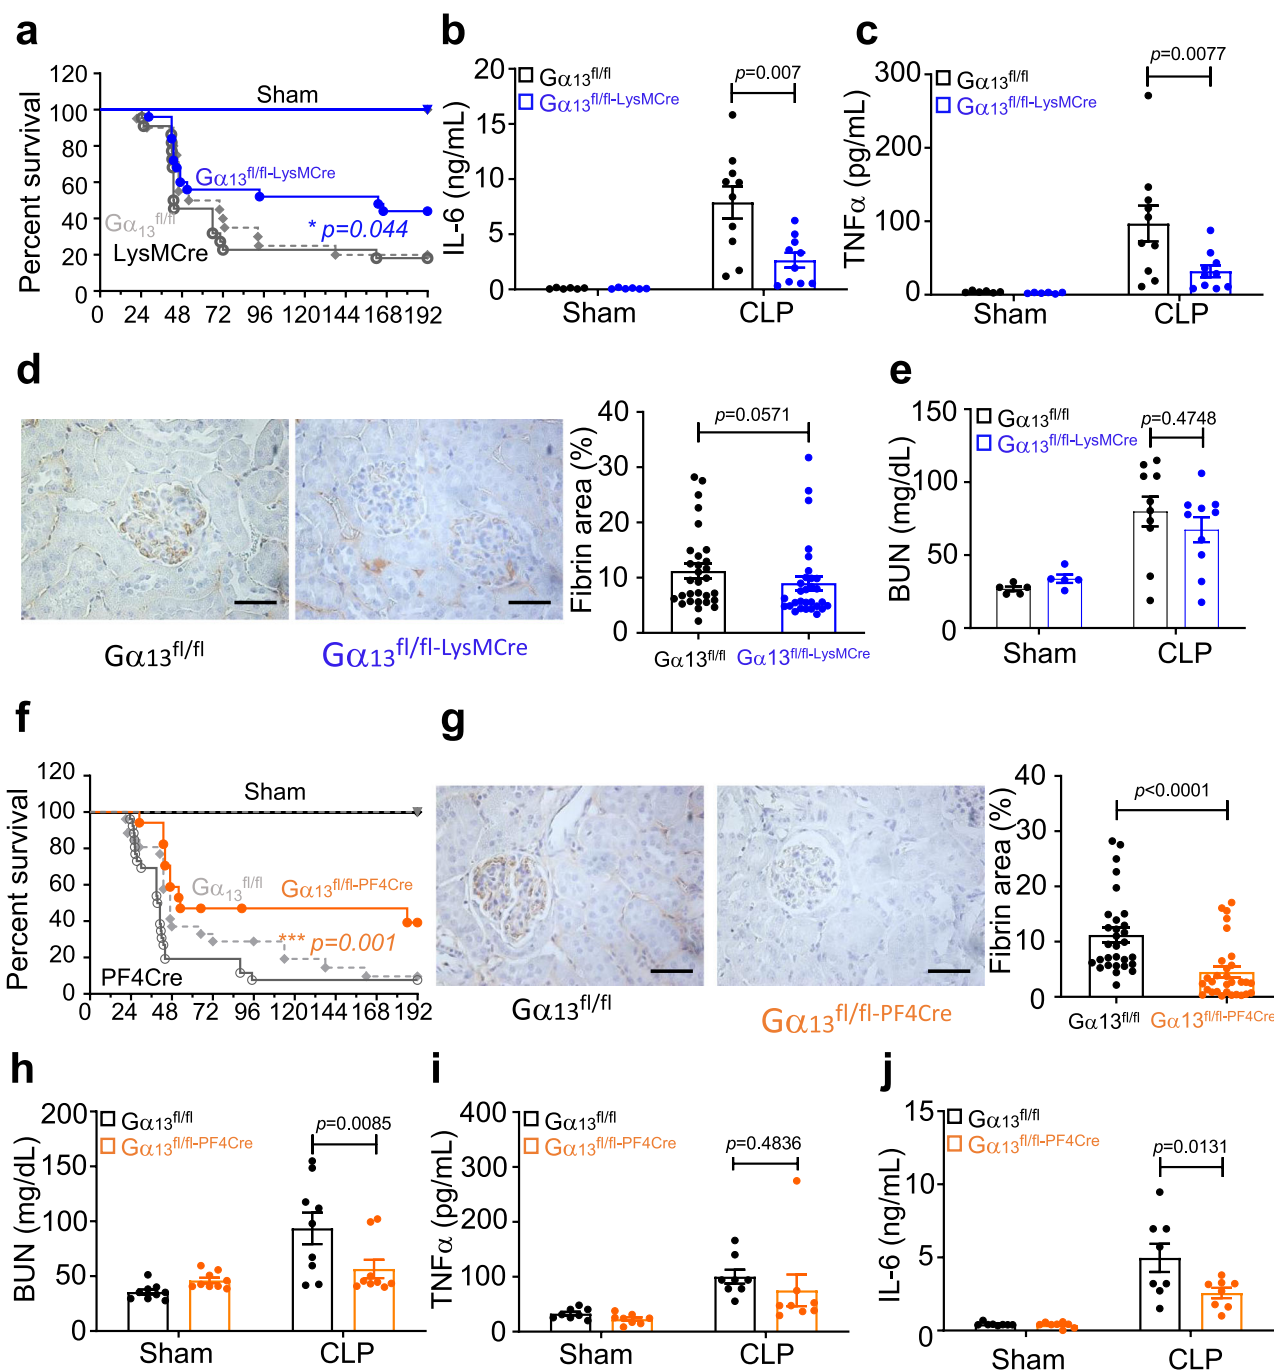 a
120
100
80
60
40
20
0
Percent survival
Sham
Gα13fl/fl-LysMCre
Gα13fl/fl
LysMCre
* p=0.044
0 24 48 72 96 120 144 168 192
b
20
15
10
5
0
IL-6 (ng/mL)
Gα13fl/fl
Gα13fl/fl-LysMCre
p=0.007
Sham CLP
c
300
200
100
0
TNFα (pg/mL)
Gα13fl/fl
Gα13fl/fl-LysMCre
p=0.0077
Sham CLP
d
Gα13fl/fl
Gα13fl/fl-LysMCre
40
30
20
10
0
Fibrin area (%)
p=0.0571
Gα13fl/fl Gα13fl/fl-LysMCre
e
150
100
50
0
BUN (mg/dL)
Gα13fl/fl
Gα13fl/fl-LysMCre
p=0.4748
Sham CLP
f
120
100
80
60
40
20
0
Percent survival
Sham
Gα13fl/fl
Gα13fl/fl-PF4Cre
*** p=0.001
PF4Cre
0 24 48 72 96 120 144 168 192
g
Gα13fl/fl
Gα13fl/fl-PF4Cre
40
30
20
10
0
Fibrin area (%)
p<0.0001
Gα13fl/fl Gα13fl/fl-PF4Cre
h
200
150
100
50
0
BUN (mg/dL)
Gα13fl/fl
Gα13fl/fl-PF4Cre
p=0.0085
Sham CLP
i
400
300
200
100
0
TNFα (pg/mL)
Gα13fl/fl
Gα13fl/fl-PF4Cre
p=0.4836
Sham CLP
j
15
10
5
0
IL-6 (ng/mL)
Gα13fl/fl
Gα13fl/fl-PF4Cre
p=0.0131
Sham CLP